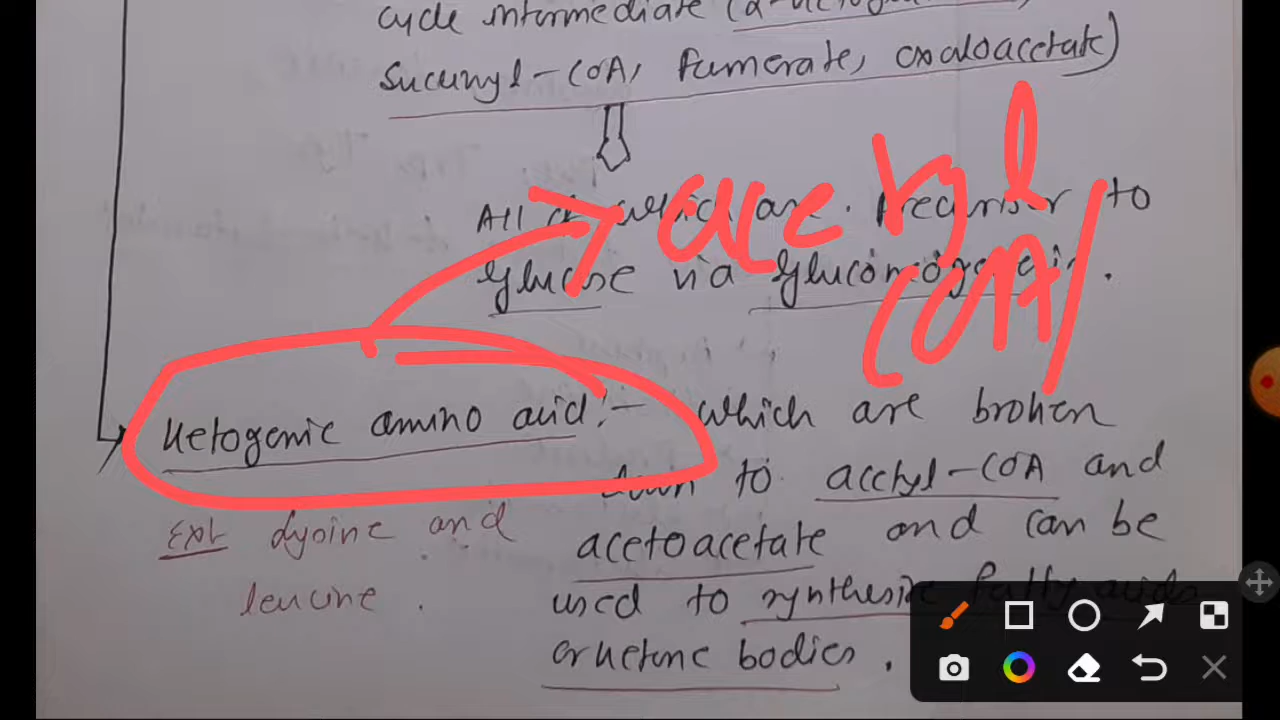 cycle intermediate (α-
succinyl-COA, Fumerate, oxaloacetate)
All of which are. Precursor to
glucose via gluconeogenesis.
acetyl
COA/
ketogenic amino acid:- which are broken
down to acetyl-COA and
acetoacetate and can be
used to synthesize fatty acids
or ketone bodies.
Ex:- lysine and
leucine.